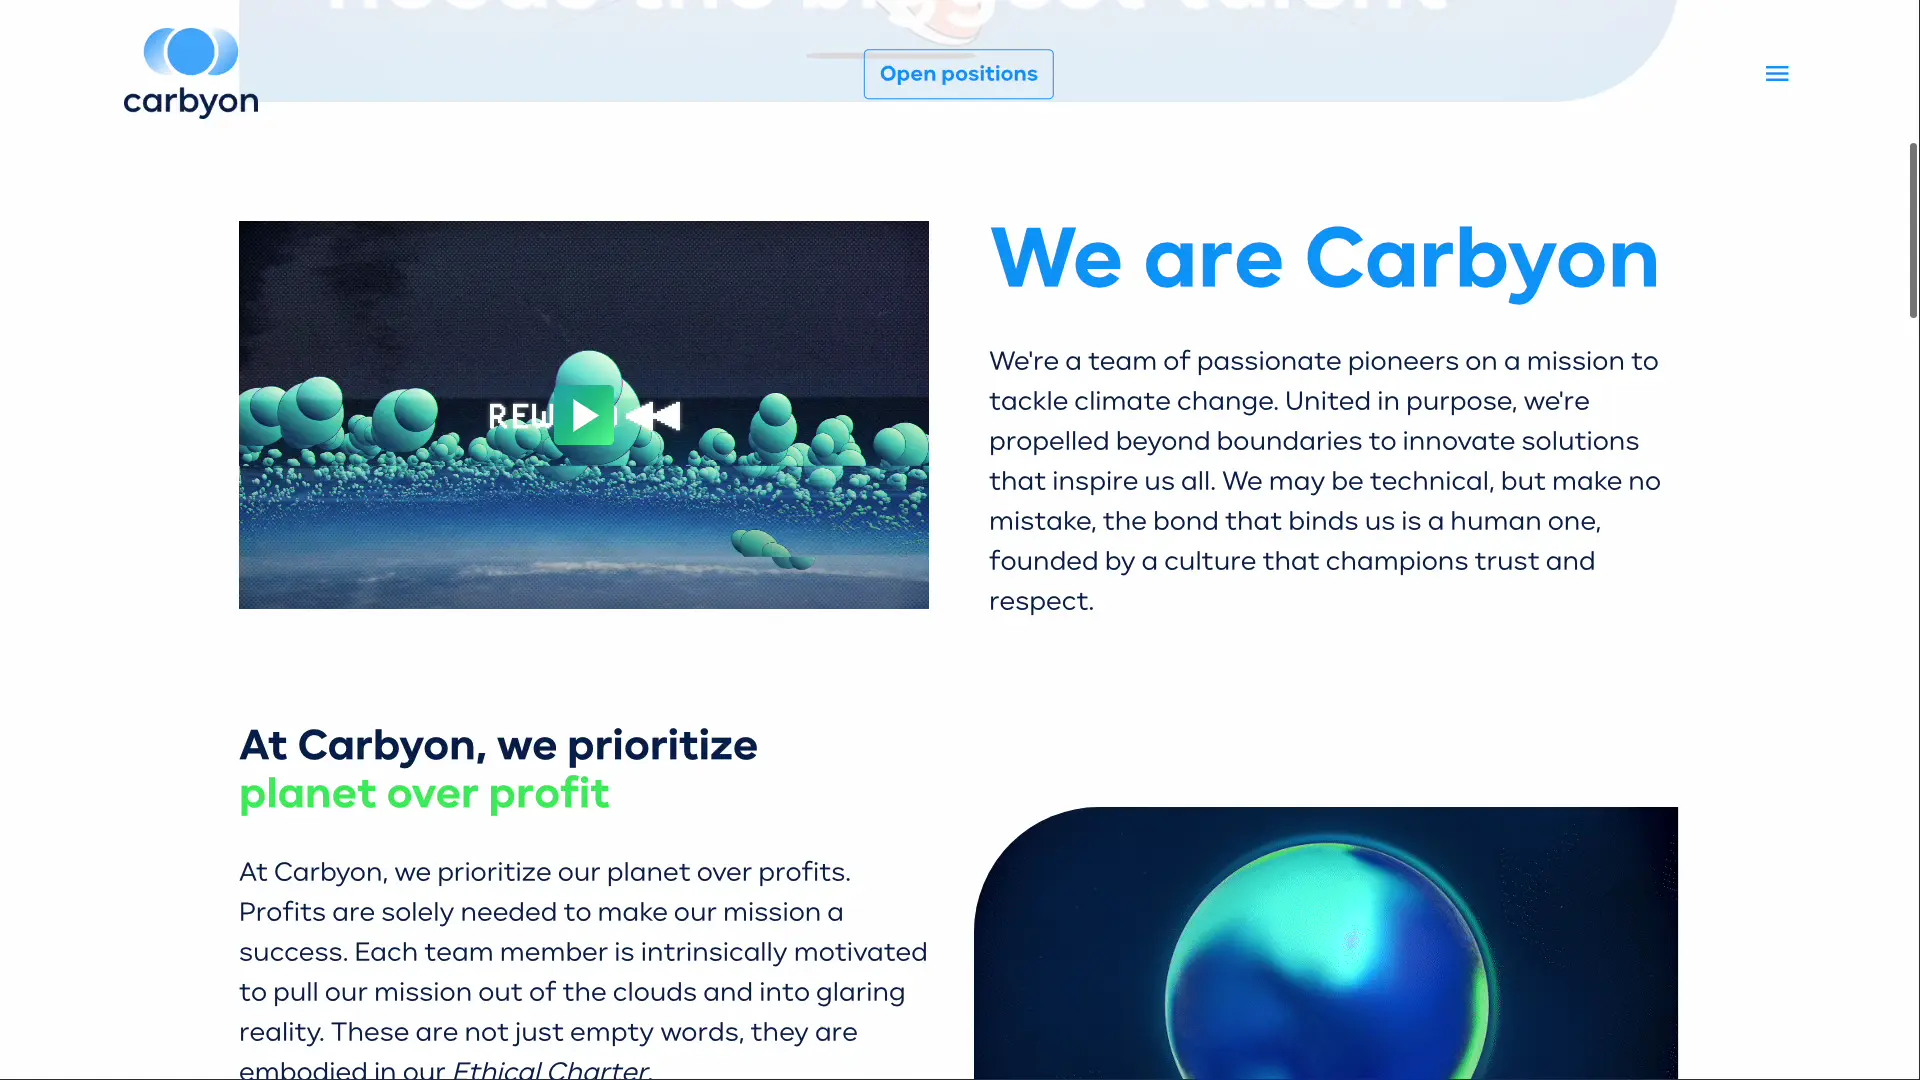 needs the biggest talent
carbyon
Open positions
We are Carbyon
We're a team of passionate pioneers on a mission to
tackle climate change. United in purpose, we're
propelled beyond boundaries to innovate solutions
that inspire us all. We may be technical, but make no
mistake, the bond that binds us is a human one,
founded by a culture that champions trust and
respect.
At Carbyon, we prioritize
planet over profit
At Carbyon, we prioritize our planet over profits.
Profits are solely needed to make our mission a
success. Each team member is intrinsically motivated
to pull our mission out of the clouds and into glaring
reality. These are not just empty words, they are
embodied in our Ethical Charter.